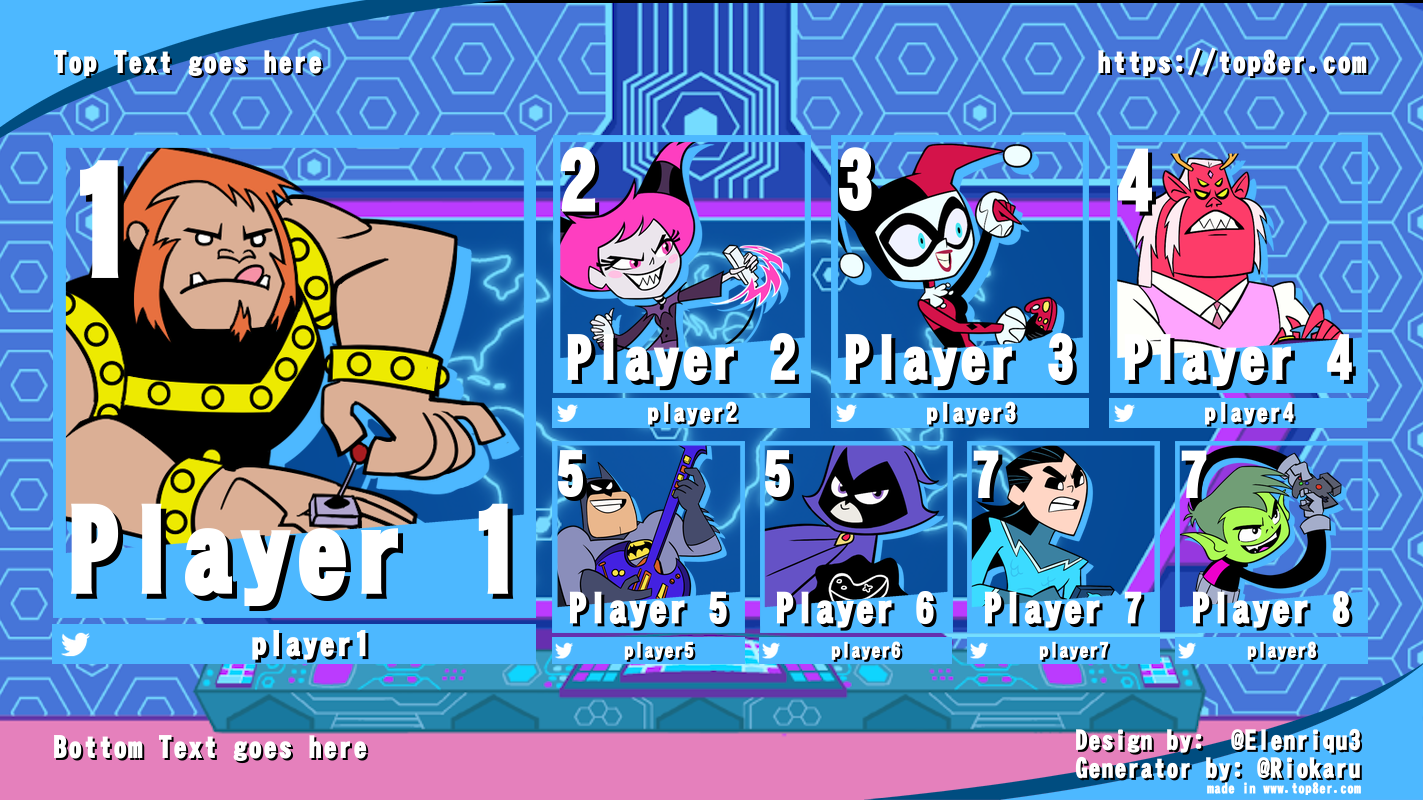 Top Text goes here
https://top8er.com
1
Player 1
player1
2
Player 2
player2
3
Player 3
player3
4
Player 4
player4
5
Player 5
player5
5
Player 6
player6
7
Player 7
player7
7
Player 8
player8
Bottom Text goes here
Design by: @Elenriqu3
Generator by: @Riokaru
made in www.top8er.com